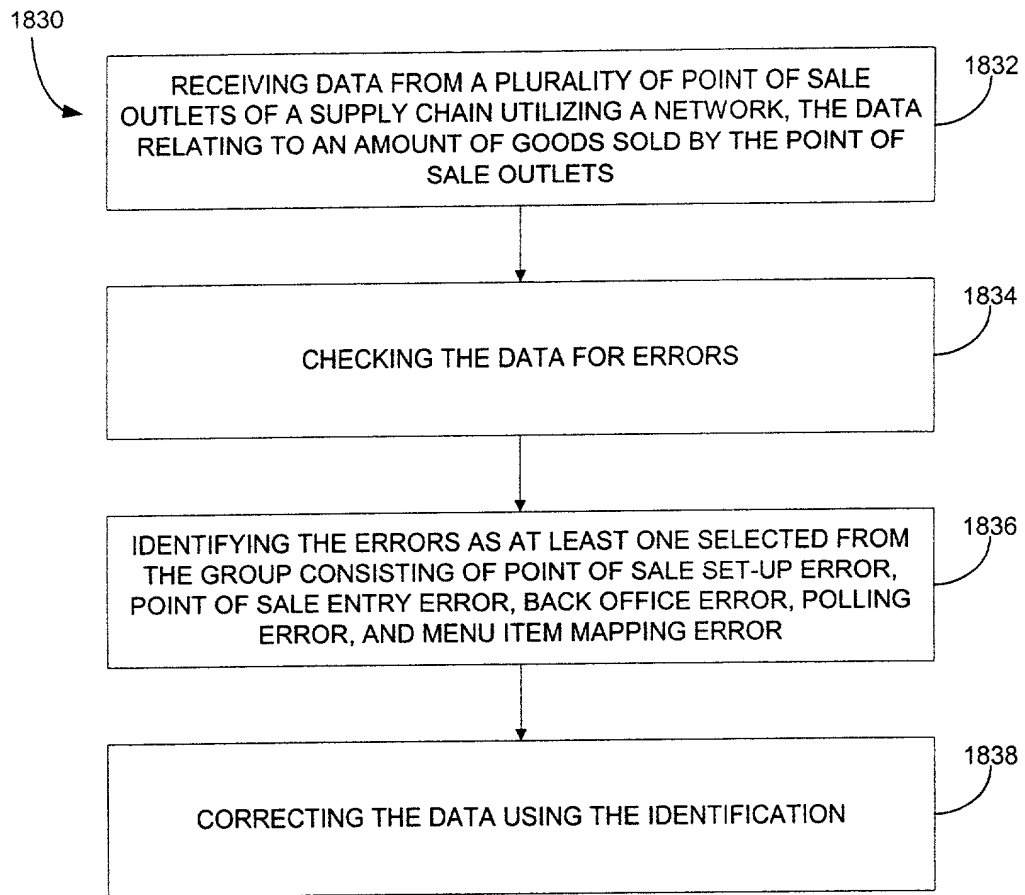 1830
1832
RECEIVING DATA FROM A PLURALITY OF POINT OF SALE
OUTLETS OF A SUPPLY CHAIN UTILIZING A NETWORK, THE DATA
RELATING TO AN AMOUNT OF GOODS SOLD BY THE POINT OF
SALE OUTLETS
1834
CHECKING THE DATA FOR ERRORS
1836
IDENTIFYING THE ERRORS AS AT LEAST ONE SELECTED FROM
THE GROUP CONSISTING OF POINT OF SALE SET-UP ERROR,
POINT OF SALE ENTRY ERROR, BACK OFFICE ERROR, POLLING
ERROR, AND MENU ITEM MAPPING ERROR
1838
CORRECTING THE DATA USING THE IDENTIFICATION